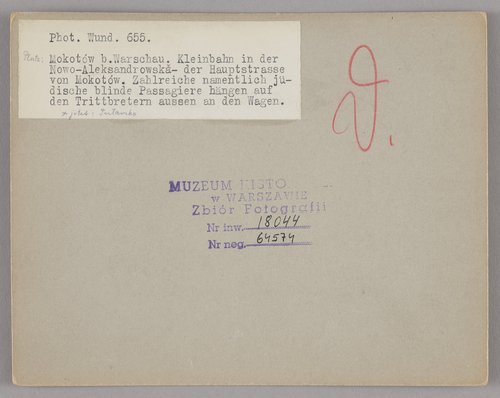 Phot. Wund. 655.
Mokotów b.Warschau. Kleinbahn in der
Nowo-Aleksandrowska- der Hauptstrasse
von Mokotów. Zahlreiche namentlich jü-
dische blinde Passagiere hängen auf
den Trittbretern aussen an den Wagen.
MUZEUM HISTO
w WARSZAWIE
Zbiór Fotografii
Nr inw. 18044
Nr neg. 64574